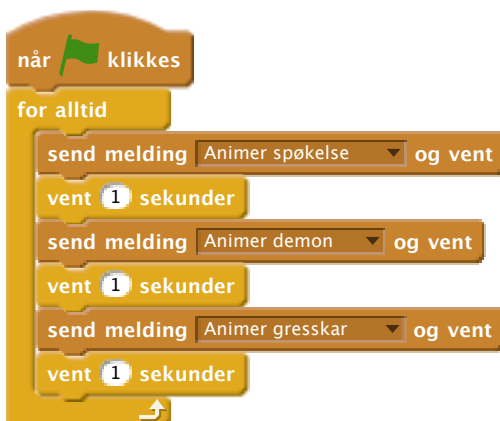 når klikkes
for alltid
send melding Animer spøkelse og vent
vent 1 sekunder
send melding Animer demon og vent
vent 1 sekunder
send melding Animer gresskar og vent
vent 1 sekunder